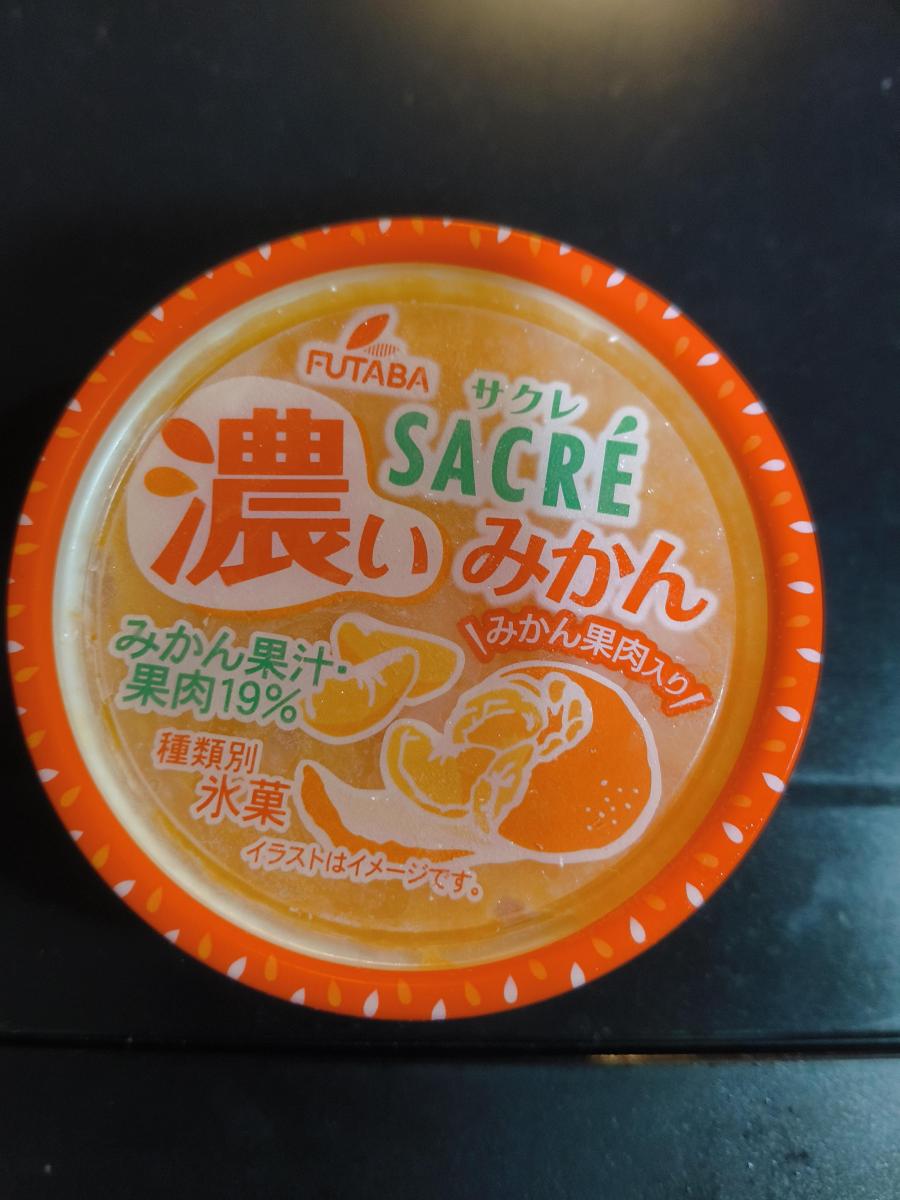 FUTABA
サクレ
SACRÉ
濃い みかん
\みかん果肉入り/
みかん果汁・
果肉19%
種類別
氷菓
イラストはイメージです。